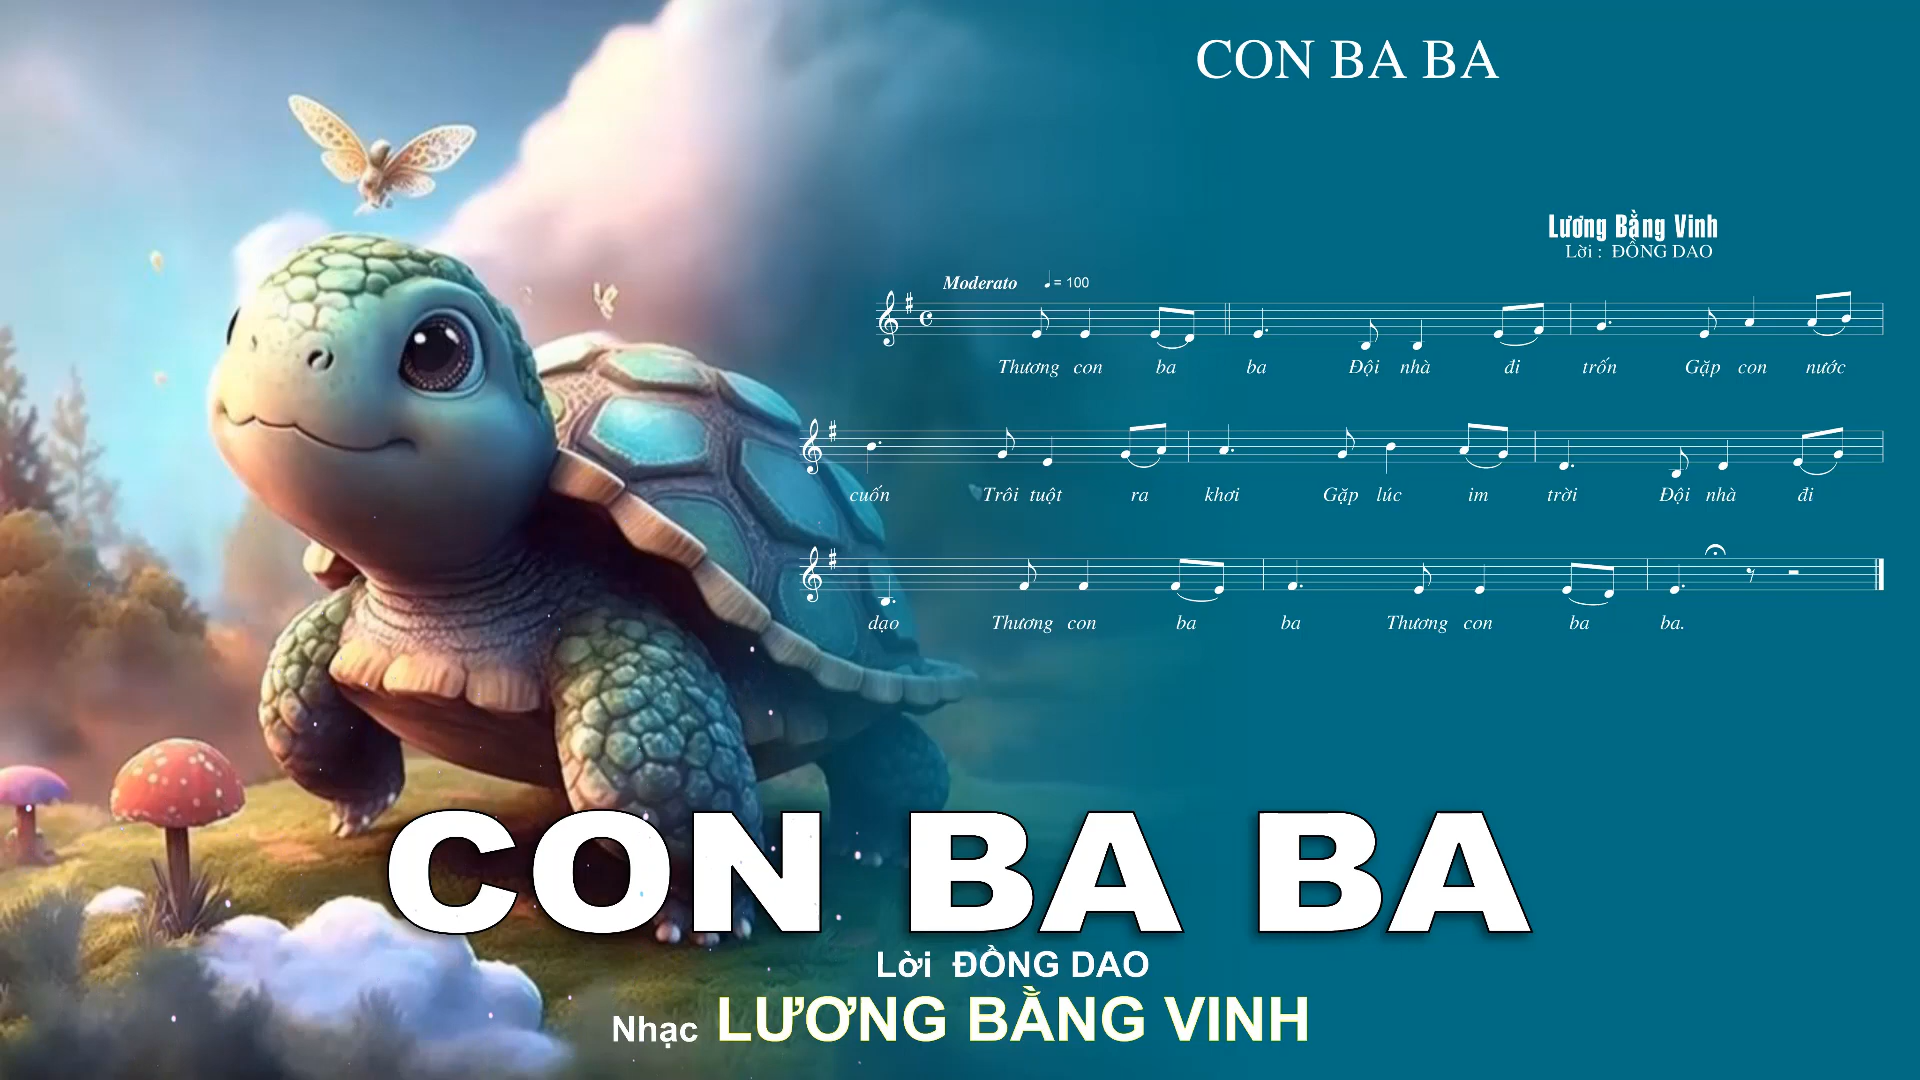 CON BA BA
Lương Bằng Vinh
Lời : ĐỒNG DAO
Moderato ♩= 100
Thương con ba ba Đội nhà đi trốn Gặp con nước
cuốn Trôi tuột ra khơi Gặp lúc im trời Đội nhà đi
dạo Thương con ba ba Thương con ba ba.
CON BA BA
Lời ĐỒNG DAO
Nhạc LƯƠNG BẰNG VINH